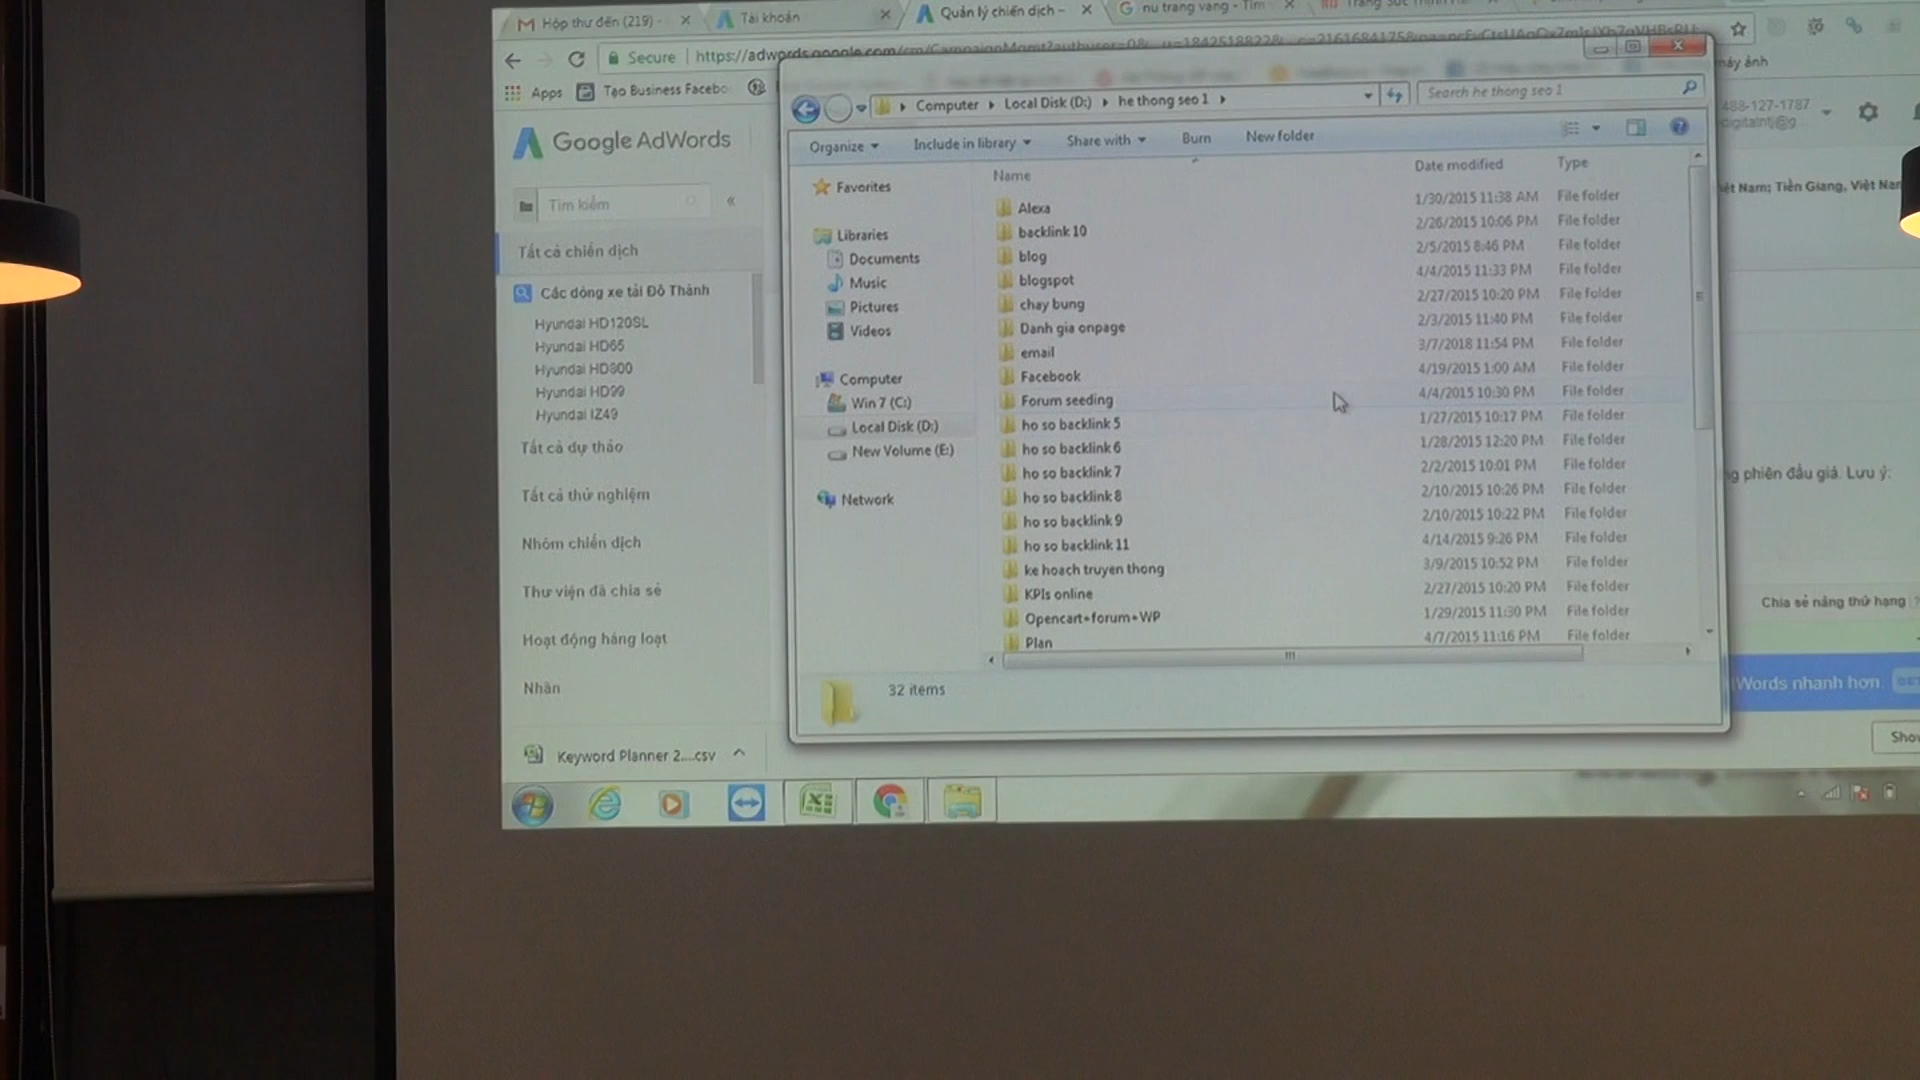 Hộp thư đến (219) -
Tài khoản
Quản lý chiến dịch -
nu trang vang - Tìm
Secure
Apps
Tạo Business Facebo
máy ảnh
Google AdWords
488-127-1787
Tìm kiếm
Tất cả chiến dịch
Các dòng xe tải Đô Thành
Hyundai HD120SL
Hyundai HD65
Hyundai HD800
Hyundai HD99
Hyundai IZ49
Tất cả dự thảo
Tất cả thử nghiệm
Nhóm chiến dịch
Thư viện đã chia sẻ
Hoạt động hàng loạt
Nhãn
Keyword Planner 2....csv
Computer
Local Disk (D:)
he thong seo 1
Search he thong seo 1
Organize
Include in library
Share with
Burn
New folder
Favorites
Libraries
Documents
Music
Pictures
Videos
Computer
Win 7 (C:)
Local Disk (D:)
New Volume (E:)
Network
Name
Date modified
Type
Alexa 1/30/2015 11:38 AM File folder
backlink 10 2/26/2015 10:06 PM File folder
blog 2/5/2015 8:46 PM File folder
blogspot 4/4/2015 11:33 PM File folder
chay bung 2/27/2015 10:20 PM File folder
Danh gia onpage 2/3/2015 11:40 PM File folder
email 3/7/2018 11:54 PM File folder
Facebook 4/19/2015 1:00 AM File folder
Forum seeding 4/4/2015 10:30 PM File folder
ho so backlink 5 1/27/2015 10:17 PM File folder
ho so backlink 6 1/28/2015 12:20 PM File folder
ho so backlink 7 2/2/2015 10:01 PM File folder
ho so backlink 8 2/10/2015 10:26 PM File folder
ho so backlink 9 2/10/2015 10:22 PM File folder
ho so backlink 11 4/14/2015 9:26 PM File folder
ke hoach truyen thong 3/9/2015 10:52 PM File folder
KPIs online 2/27/2015 10:20 PM File folder
Opencart+forum+WP 1/29/2015 11:30 PM File folder
Plan 4/7/2015 11:16 PM File folder
32 items
Nam; Tiền Giang, Việt Nam
phiên đấu giá. Lưu ý:
Chia sẻ nâng thứ hạng
Words nhanh hơn.